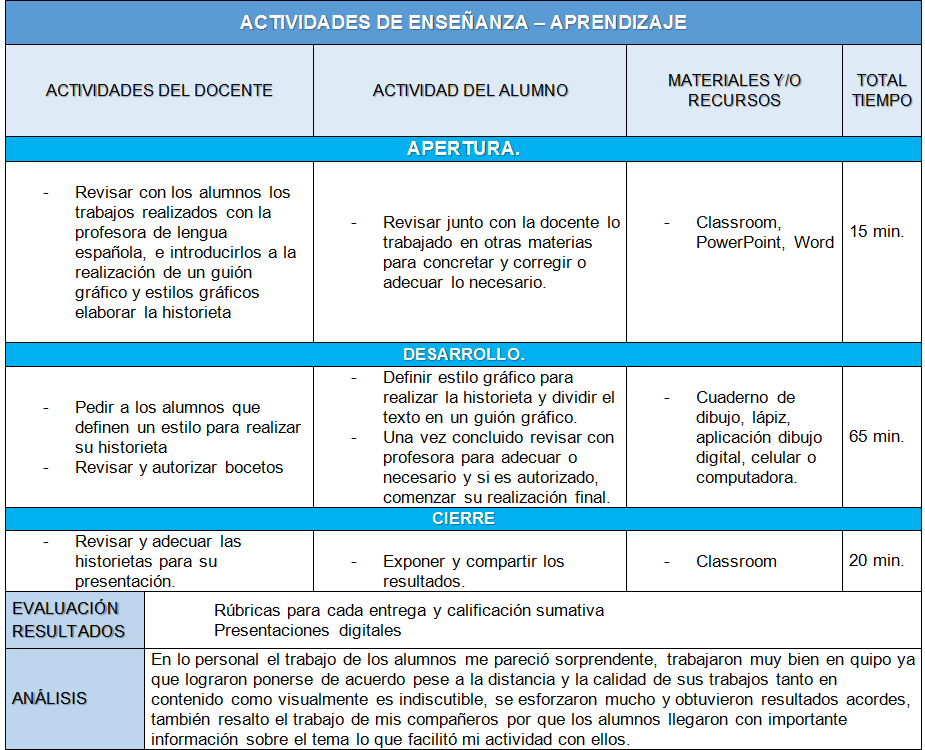 ACTIVIDADES DE ENSEÑANZA – APRENDIZAJE
ACTIVIDADES DEL DOCENTE
ACTIVIDAD DEL ALUMNO
MATERIALES Y/O
RECURSOS
TOTAL
TIEMPO
APERTURA.
- Revisar con los alumnos los
trabajos realizados con la
profesora de lengua
española, e introducirlos a la
realización de un guión
gráfico y estilos gráficos
elaborar la historieta
- Revisar junto con la docente lo
trabajado en otras materias
para concretar y corregir o
adecuar lo necesario.
- Classroom,
PowerPoint, Word
15 min.
DESARROLLO.
- Pedir a los alumnos que
definen un estilo para realizar
su historieta
- Revisar y autorizar bocetos
- Definir estilo gráfico para
realizar la historieta y dividir el
texto en un guión gráfico.
- Una vez concluido revisar con
profesora para adecuar o
necesario y si es autorizado,
comenzar su realización final.
- Cuaderno de
dibujo, lápiz,
aplicación dibujo
digital, celular o
computadora.
65 min.
CIERRE
- Revisar y adecuar las
historietas para su
presentación.
- Exponer y compartir los
resultados.
- Classroom
20 min.
EVALUACIÓN
RESULTADOS
Rúbricas para cada entrega y calificación sumativa
Presentaciones digitales
ANÁLISIS
En lo personal el trabajo de los alumnos me pareció sorprendente, trabajaron muy bien en quipo ya
que lograron ponerse de acuerdo pese a la distancia y la calidad de sus trabajos tanto en
contenido como visualmente es indiscutible, se esforzaron mucho y obtuvieron resultados acordes,
también resalto el trabajo de mis compañeros por que los alumnos llegaron con importante
información sobre el tema lo que facilitó mi actividad con ellos.